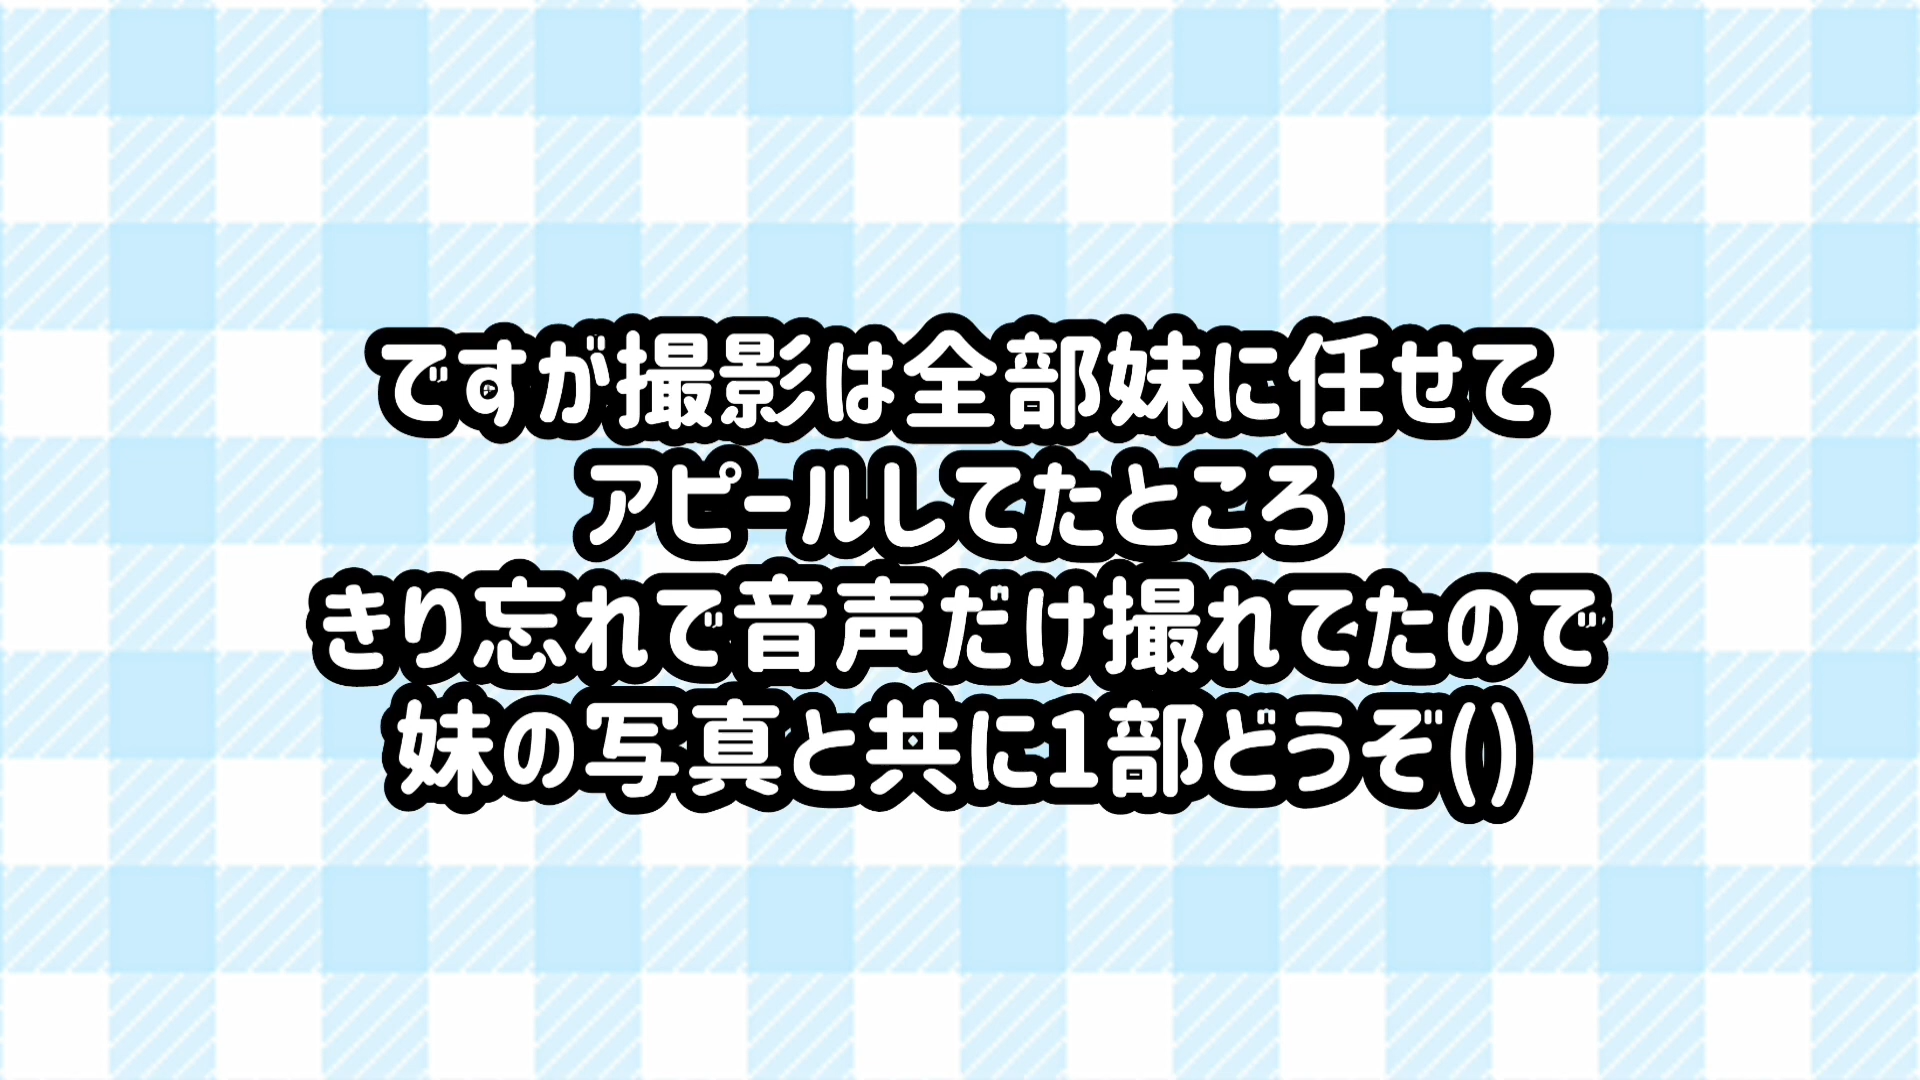 ですが撮影は全部妹に任せて
アピールしてたところ
きり忘れで音声だけ撮れてたので
妹の写真と共に1部どうぞ()